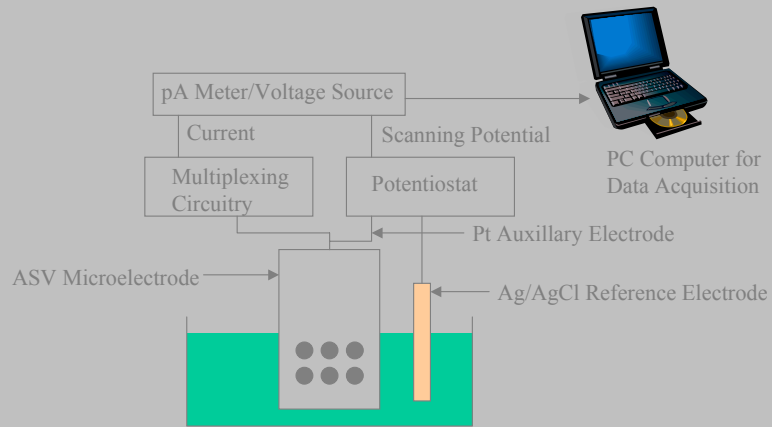 pA Meter/Voltage Source
Current
Scanning Potential
PC Computer for
Data Acquisition
Multiplexing
Circuitry
Potentiostat
Pt Auxillary Electrode
ASV Microelectrode
Ag/AgCl Reference Electrode